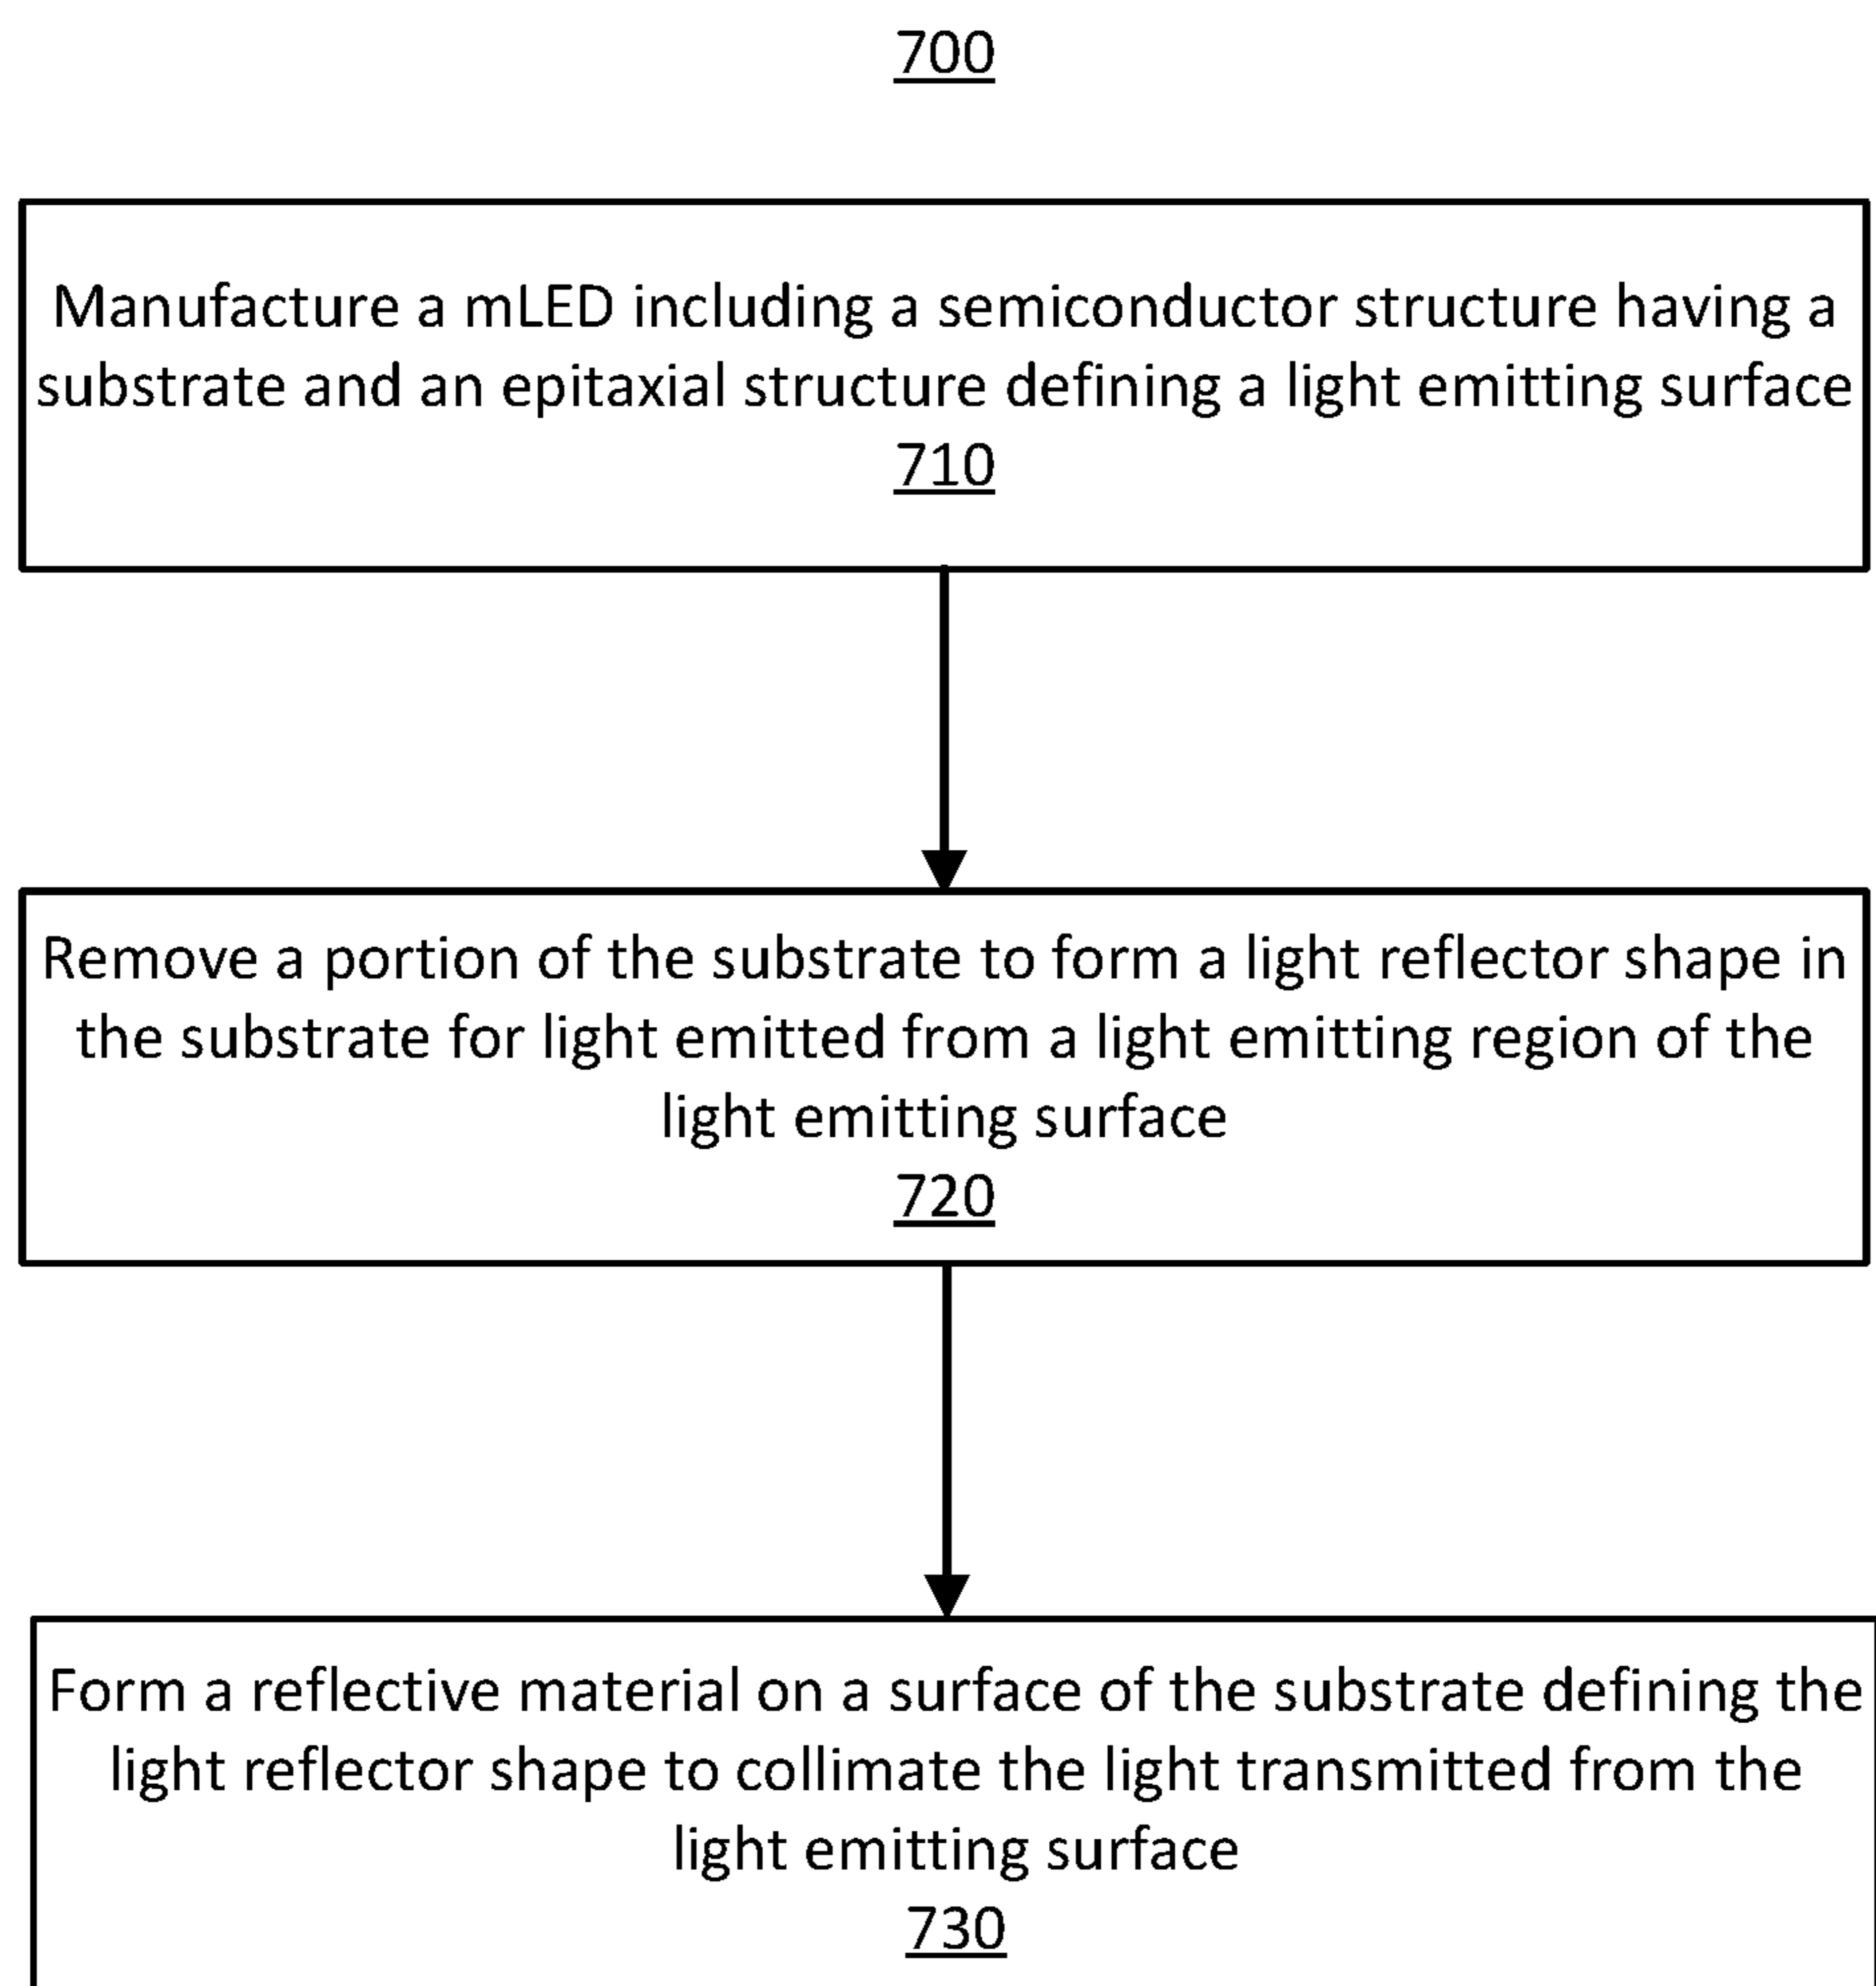 700
Manufacture a mLED including a semiconductor structure having a
substrate and an epitaxial structure defining a light emitting surface
710
Remove a portion of the substrate to form a light reflector shape in
the substrate for light emitted from a light emitting region of the
light emitting surface
720
Form a reflective material on a surface of the substrate defining the
light reflector shape to collimate the light transmitted from the
light emitting surface
730